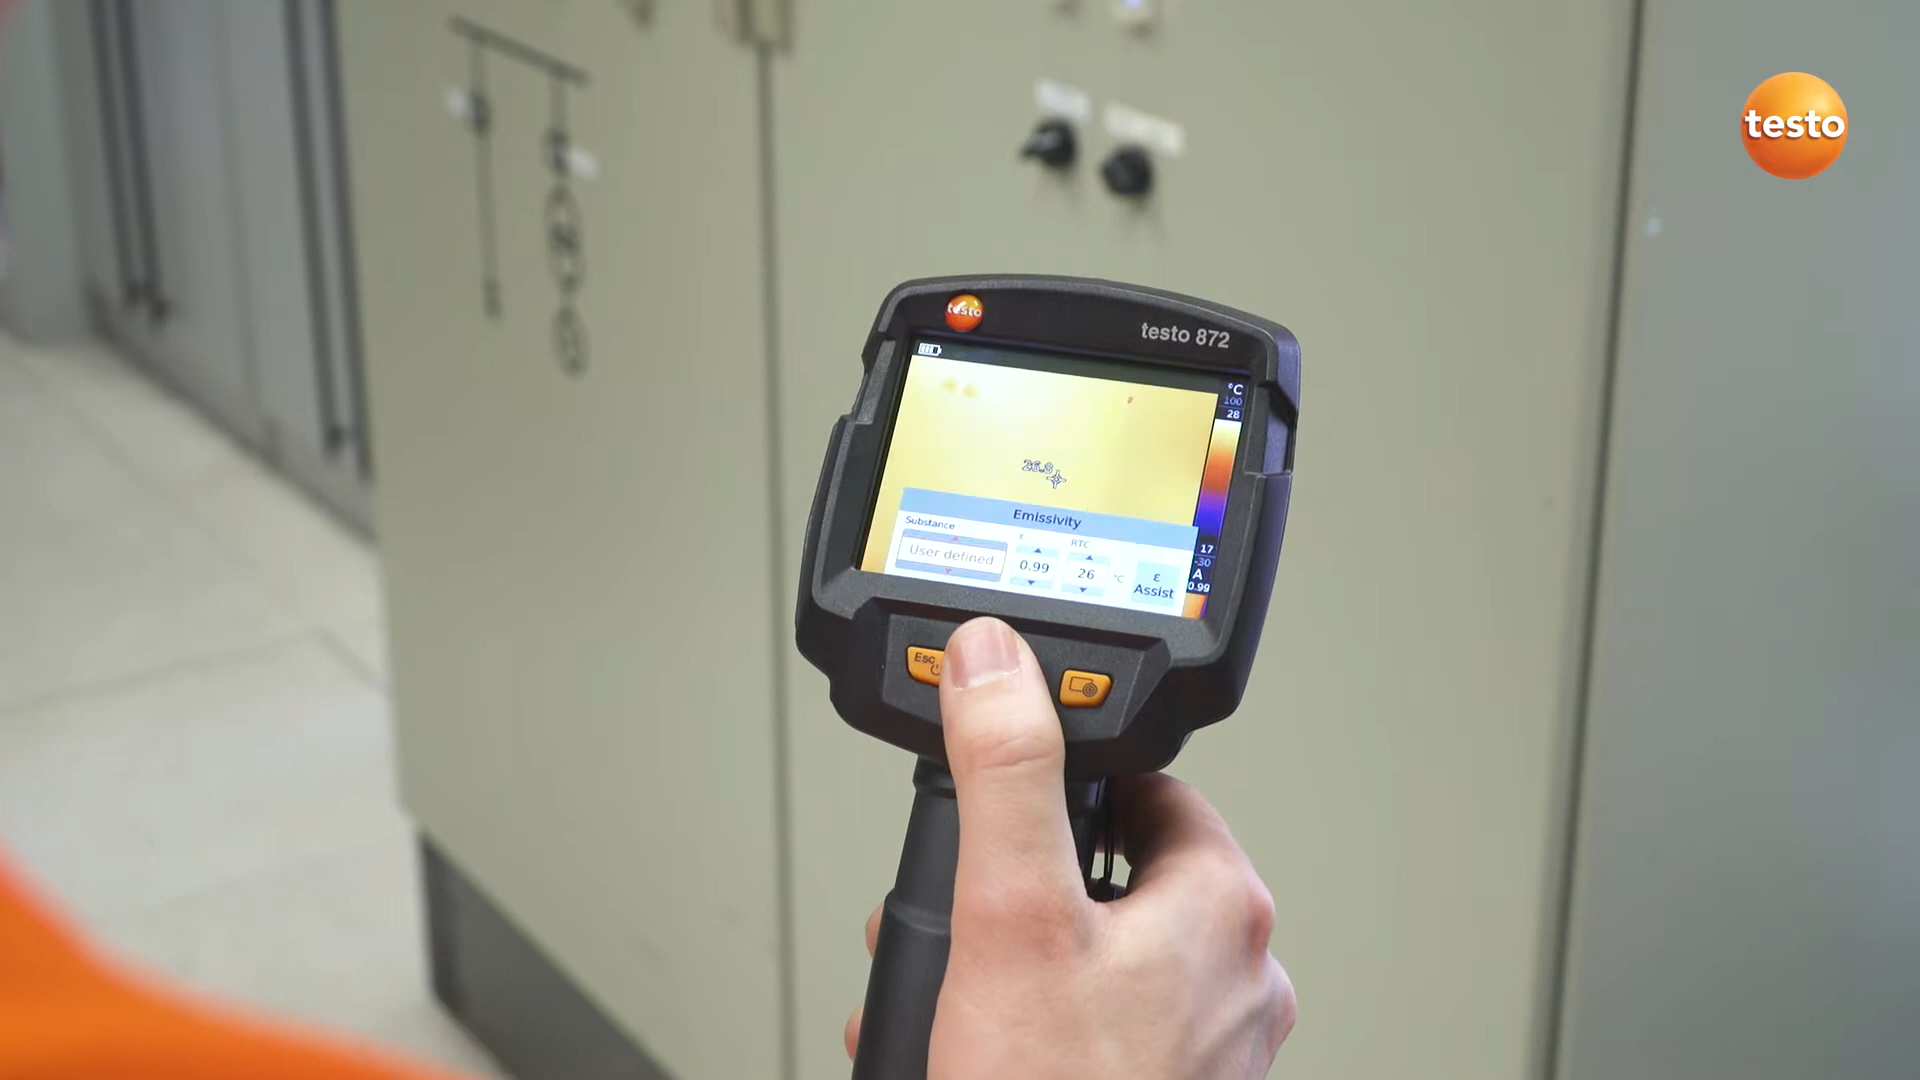 testo
testo
testo 872
°C
100
28
26.8
Emissivity
Substance
ε
RTC
User defined
0.99
26
°C
ε
Assist
17
-30
A
0.99
Esc